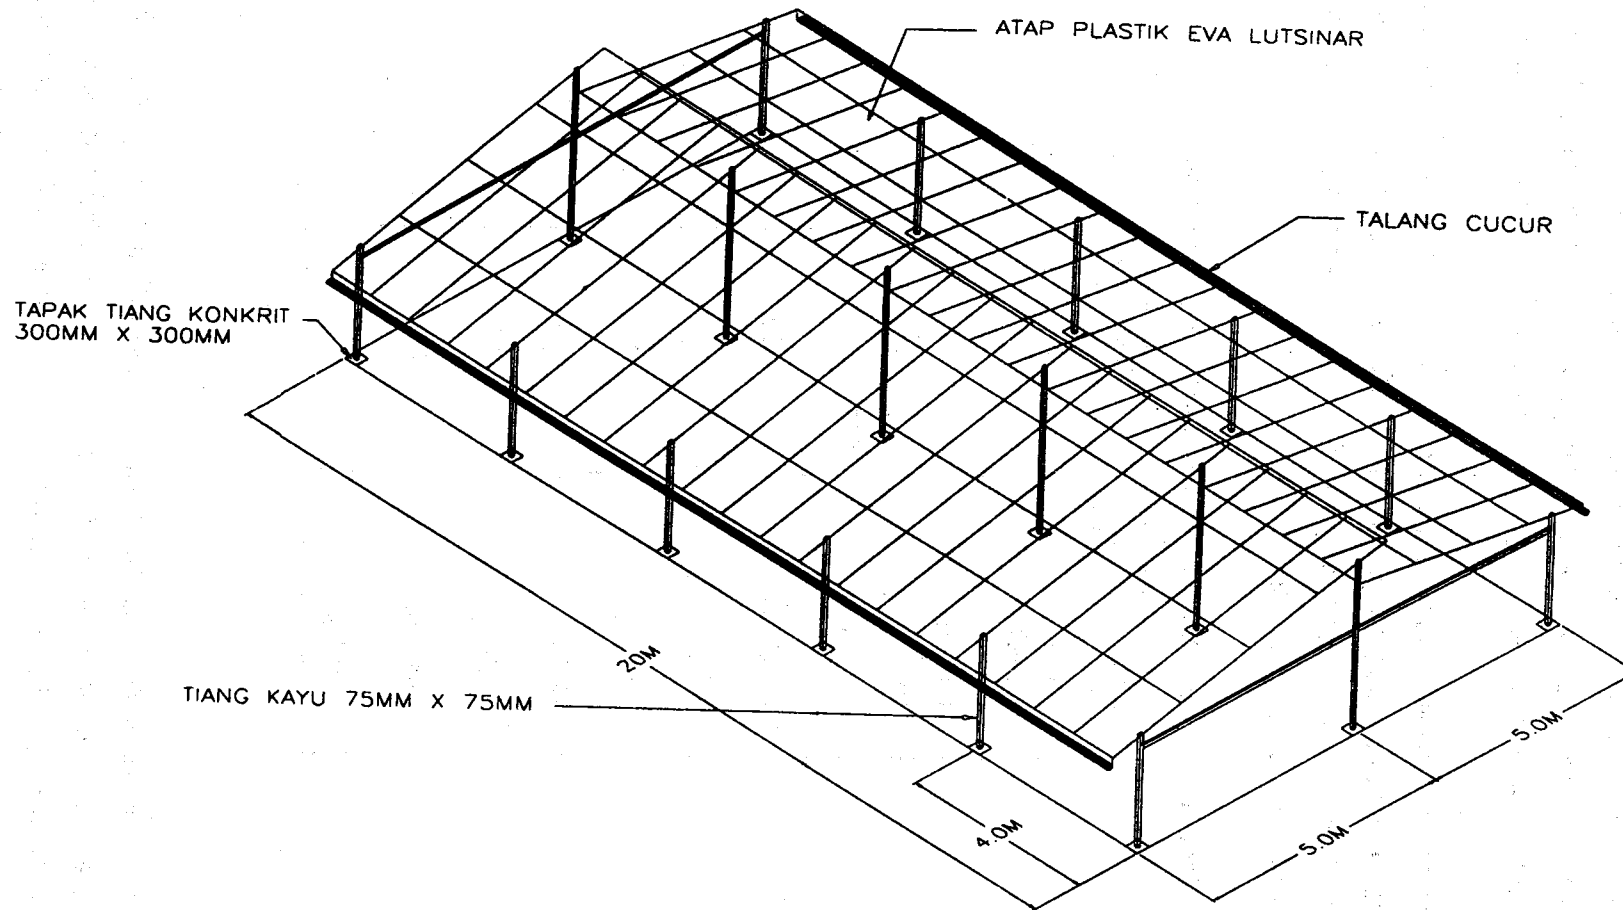 ATAP PLASTIK EVA LUTSINAR
TALANG CUCUR
TAPAK TIANG KONKRIT
300MM X 300MM
20M
TIANG KAYU 75MM X 75MM
5.0M
4.0M
5.0M